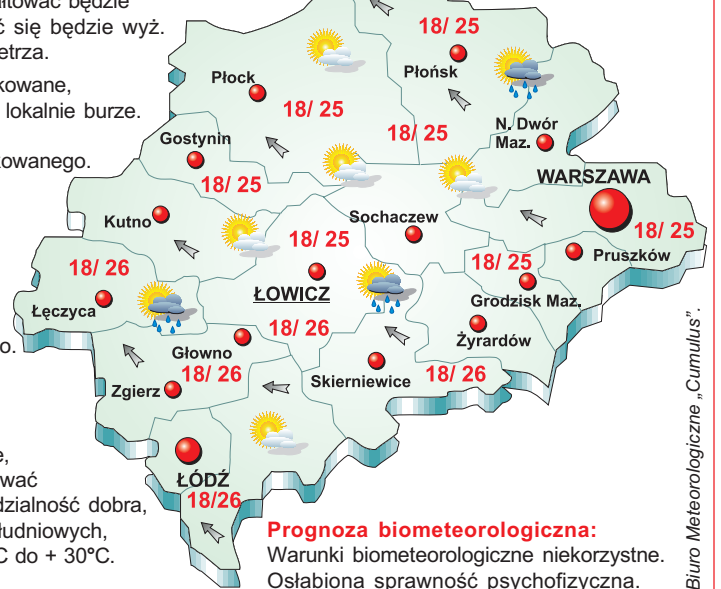 ałtować będzie
ć się będzie wyż.
etrza.
kowane,
lokalnie burze.
kowanego.
o.
e,
wać
dzialność dobra,
łudniowych,
°C do + 30°C.
18/ 25
Płońsk
Płock
18/ 25
18/ 25
N. Dwór
Maz.
Gostynin
18/ 25
WARSZAWA
18/ 25
Pruszków
Kutno
Sochaczew
18/ 25
18/ 25
Grodzisk Maz.
18/ 26
Łęczyca
ŁOWICZ
18/ 26
Żyrardów
Głowno
18/ 26
Skierniewice
18/ 26
Zgierz
ŁÓDŹ
18/26
Prognoza biometeorologiczna:
Warunki biometeorologiczne niekorzystne.
Osłabiona sprawność psychofizyczna.
Biuro Meteorologiczne „Cumulus”.